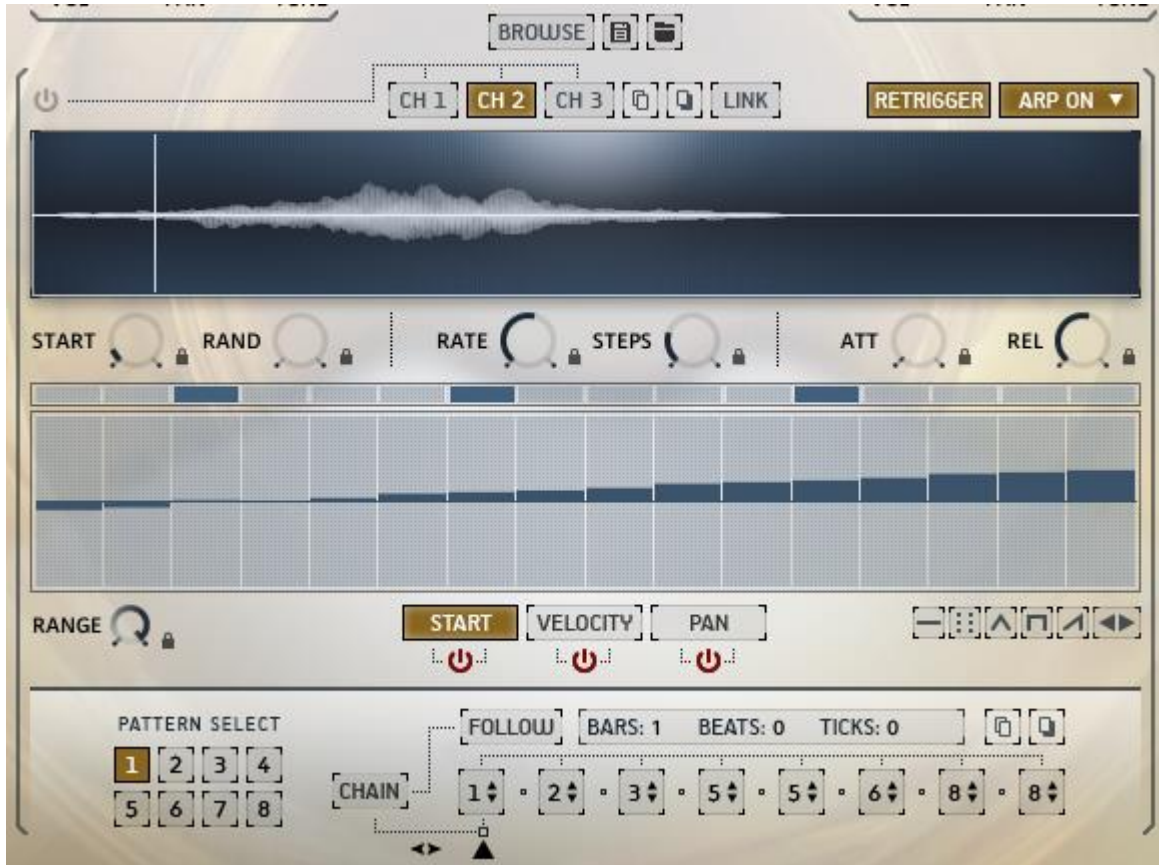 BROWSE
CH 1 CH 2 CH 3 LINK RETRIGGER ARP ON
START RAND RATE STEPS ATT REL
RANGE START VELOCITY PAN
PATTERN SELECT FOLLOW BARS: 1 BEATS: 0 TICKS: 0
1 2 3 4
CHAIN 1 2 3 5 5 6 8 8
5 6 7 8